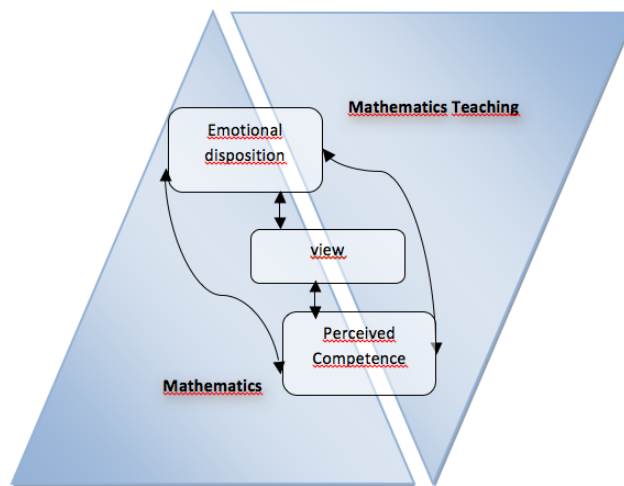 Mathematics Teaching
Emotional
disposition
view
Perceived
Competence
Mathematics